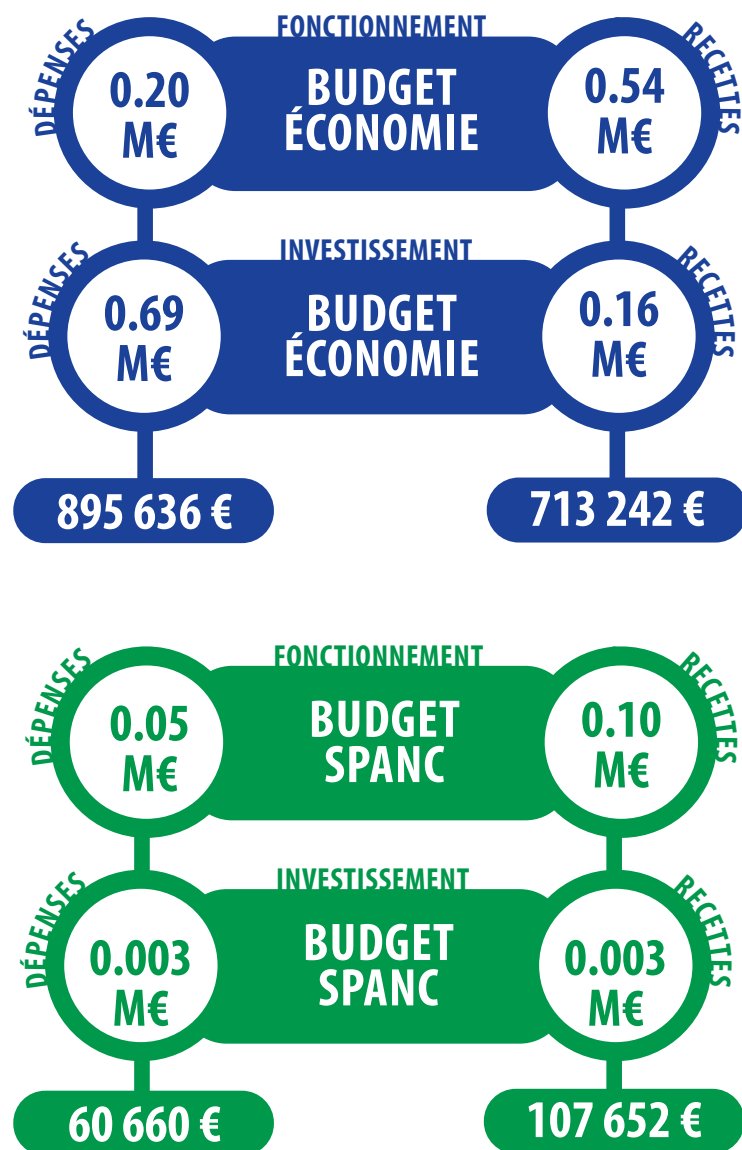 FONCTIONNEMENT
DÉPENSES
0.20
M€
BUDGET
ÉCONOMIE
RECETTES
0.54
M€
INVESTISSEMENT
DÉPENSES
0.69
M€
BUDGET
ÉCONOMIE
RECETTES
0.16
M€
895 636 €
713 242 €
FONCTIONNEMENT
DÉPENSES
0.05
M€
BUDGET
SPANC
RECETTES
0.10
M€
INVESTISSEMENT
DÉPENSES
0.003
M€
BUDGET
SPANC
RECETTES
0.003
M€
60 660 €
107 652 €